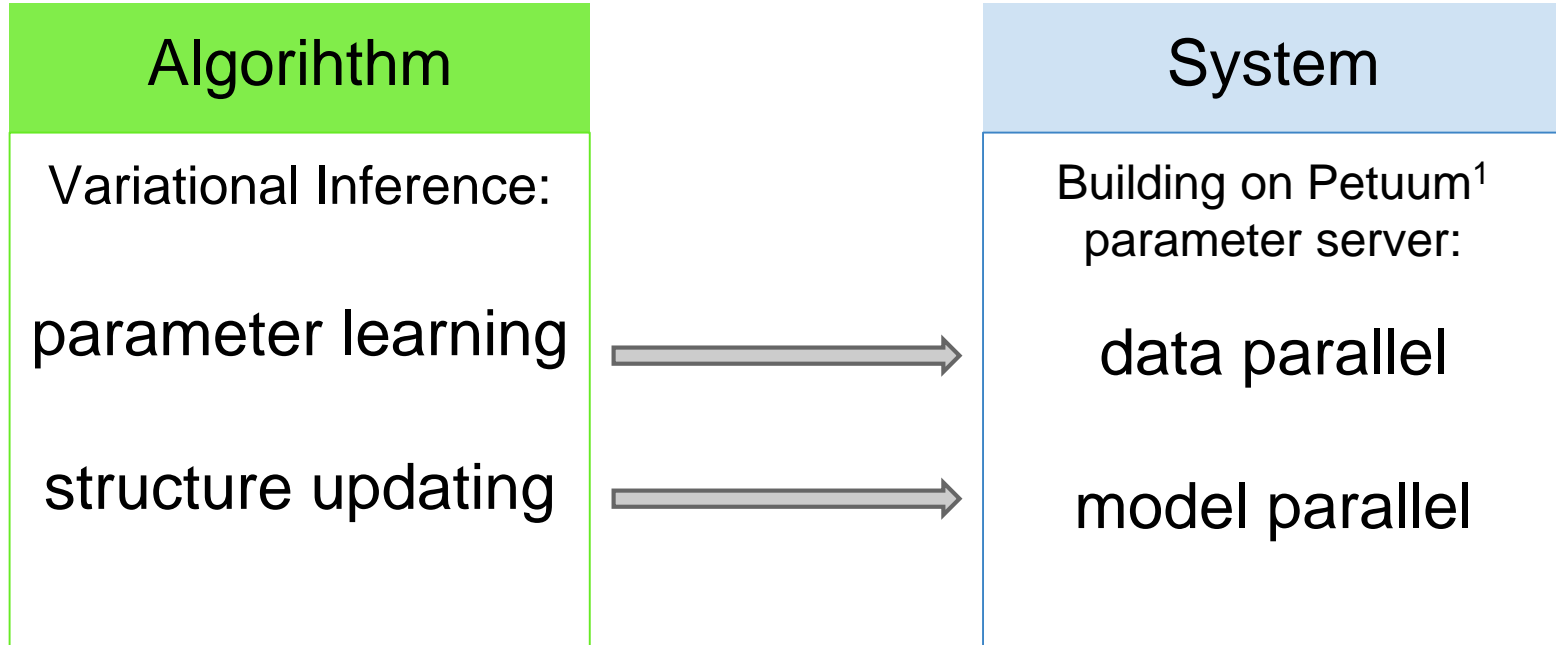 Algorihthm
Variational Inference:
parameter learning
structure updating
System
Building on Petuum¹
parameter server:
data parallel
model parallel